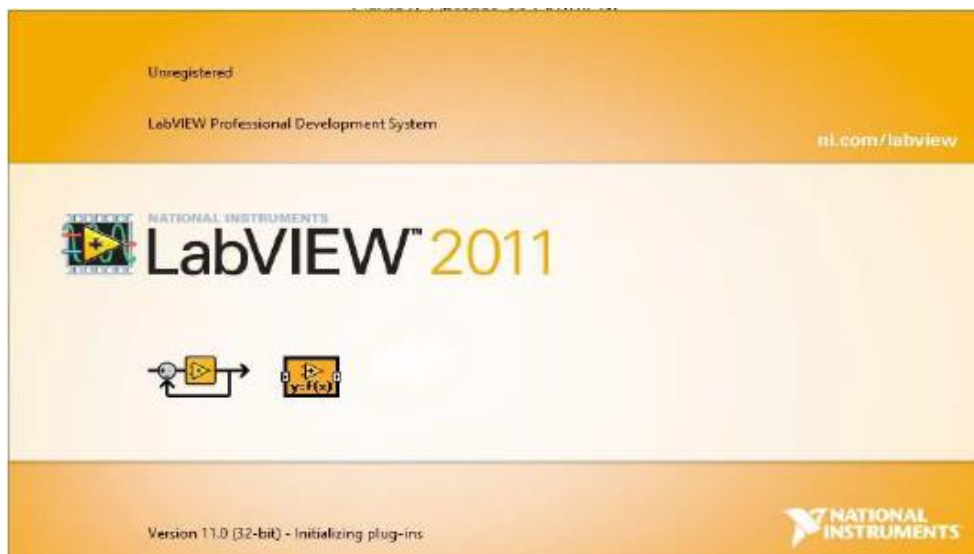 Unregistered
LabVIEW Professional Development System
ni.com/labview
NATIONAL INSTRUMENTS
LabVIEW™ 2011
y=f(x)
Version 11.0 (32-bit) - Initializing plug-ins
NATIONAL
INSTRUMENTS